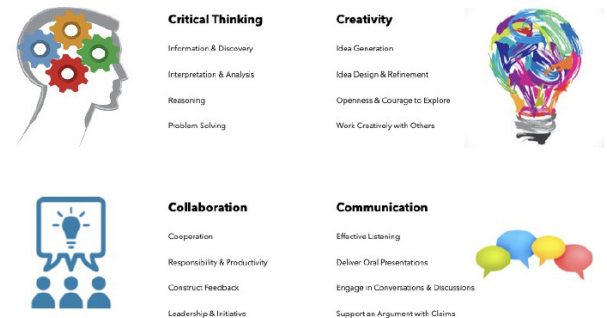 Critical Thinking
Information & Discovery
Interpretation & Analysis
Reasoning
Problem Solving
Creativity
Idea Generation
Idea Design & Refinement
Openness & Courage to Explore
Work Creatively with Others
Collaboration
Cooperation
Responsibility & Productivity
Construct Feedback
Leadership & Initiative
Communication
Effective Listening
Deliver Oral Presentations
Engage in Conversations & Discussions
Support an Argument with Claims